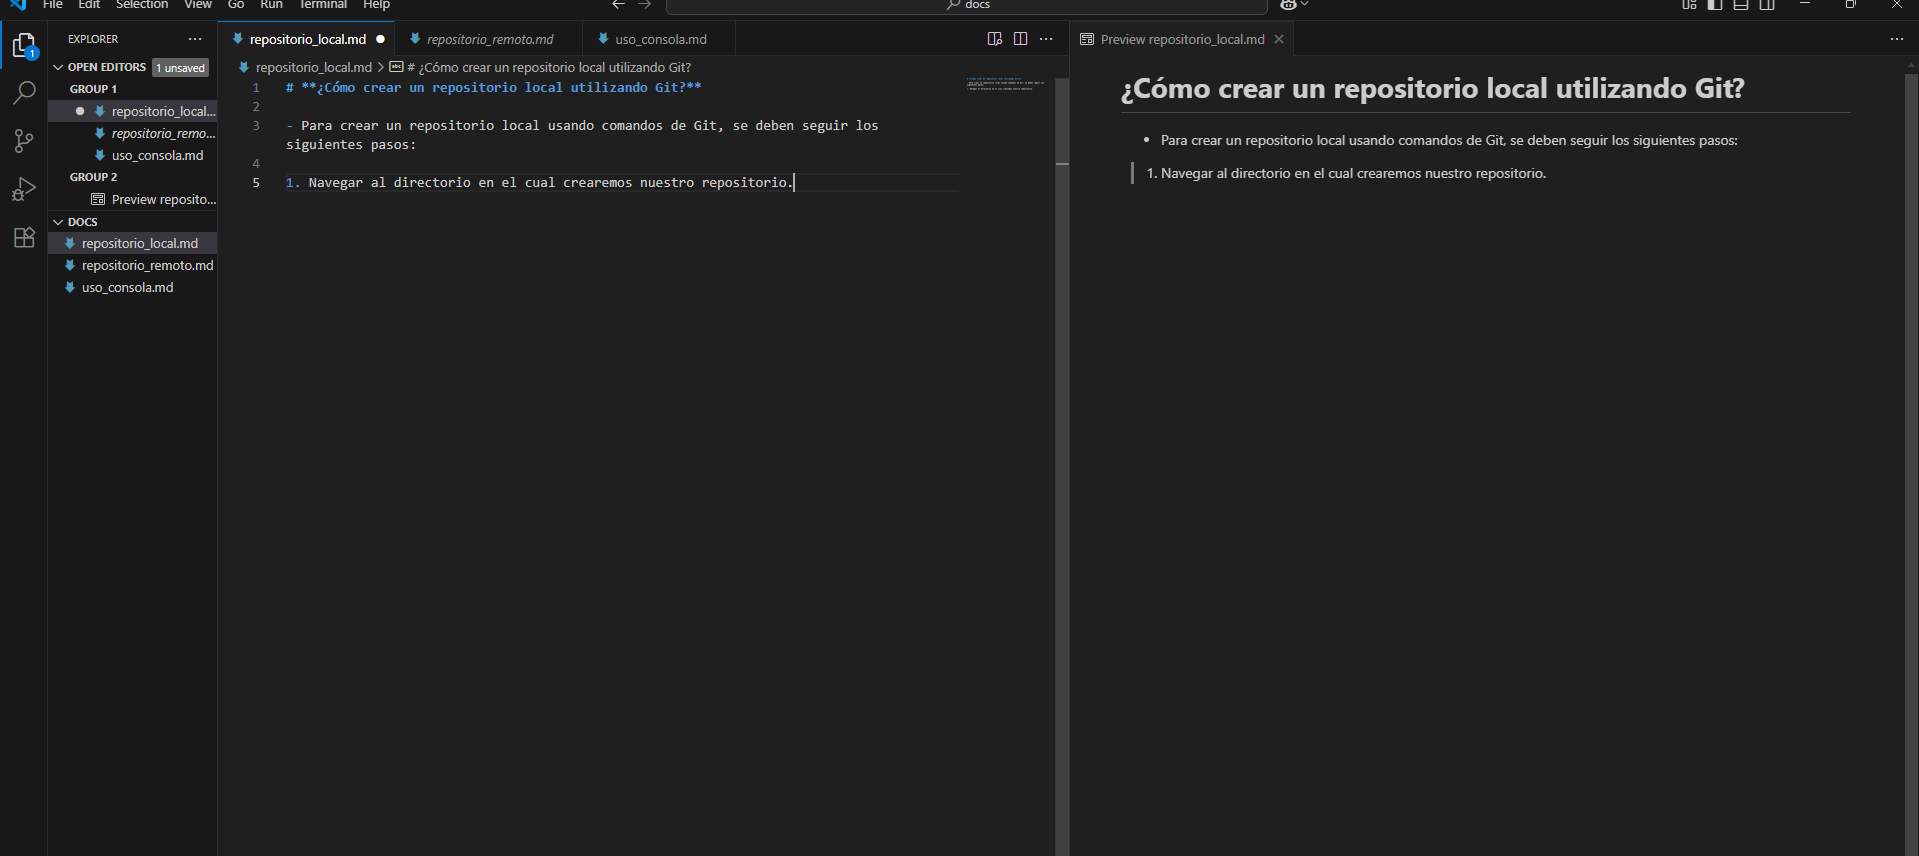 File Edit Selection View Go Run Terminal Help
docs
EXPLORER
OPEN EDITORS 1 unsaved
GROUP 1
repositorio_local...
repositorio_remo...
uso_consola.md
GROUP 2
Preview reposito...
DOCS
repositorio_local.md
repositorio_remoto.md
uso_consola.md
1
repositorio_local.md repositorio_remoto.md uso_consola.md
repositorio_local.md > abc # ¿Cómo crear un repositorio local utilizando Git?
1 # **¿Cómo crear un repositorio local utilizando Git?**
2
3 - Para crear un repositorio local usando comandos de Git, se deben seguir los
siguientes pasos:
4
5 1. Navegar al directorio en el cual crearemos nuestro repositorio.
Preview repositorio_local.md
¿Cómo crear un repositorio local utilizando Git?
• Para crear un repositorio local usando comandos de Git, se deben seguir los siguientes pasos:
1. Navegar al directorio en el cual crearemos nuestro repositorio.